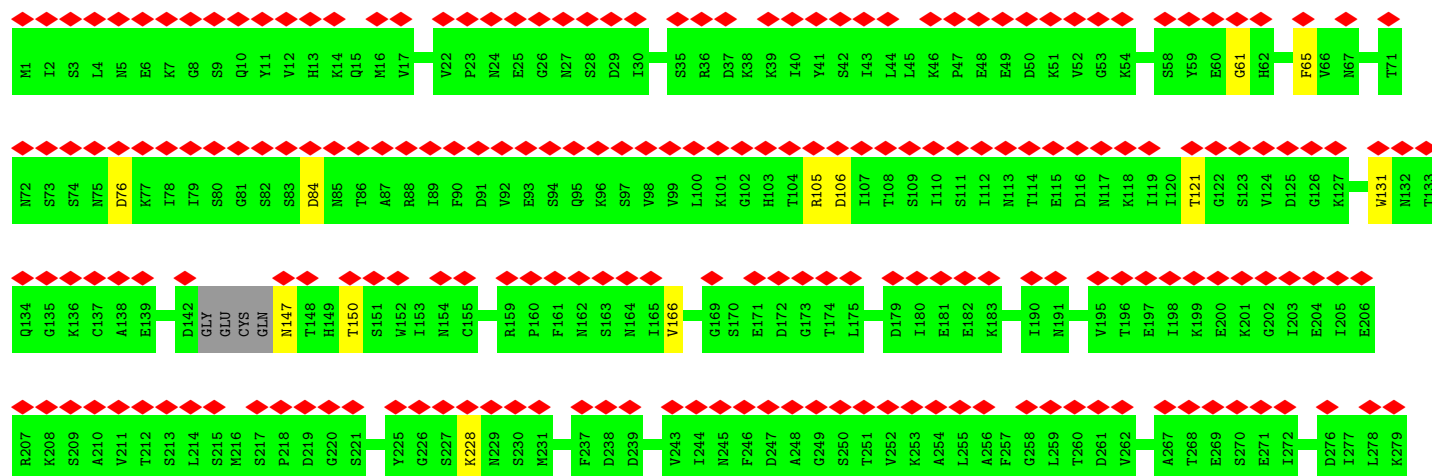 M1 I2 S3 L4 N5 E6 K7 G8 S9 Q10 Y11 V12 H13 K14 Q15 M16 V17 V22 P23 N24 E25 G26 N27 S28 D29 I30 S35 R36 D37 K38 K39 I40 Y41 S42 I43 L44 L45 K46 P47 E48 E49 D50 K51 V52 G53 K54 S58 Y59 E60 G61 H62 F65 V66 N67 T71
N72 S73 S74 N75 D76 K77 I78 I79 S80 G81 S82 S83 D84 N85 T86 A87 R88 I89 F90 D91 V92 E93 S94 Q95 K96 S97 V98 V99 L100 K101 G102 H103 T104 R105 D106 I107 T108 S109 I110 S111 I112 N113 T114 E115 D116 N117 K118 I119 I120 T121 G122 S123 V124 D125 G126 K127 W131 N132 T133
Q134 G135 K136 C137 A138 E139 D142 GLY GLU CYS GLN N147 T148 H149 T150 S151 W152 I153 N154 C155 R159 P160 F161 N162 S163 N164 I165 V166 G169 S170 E171 D172 G173 T174 L175 D179 I180 E181 E182 K183 I190 N191 V195 T196 E197 I198 K199 E200 K201 G202 I203 E204 I205 E206
R207 K208 S209 A210 V211 T212 S213 L214 S215 M216 S217 P218 D219 G220 S221 Y225 G226 S227 K228 N229 S230 M231 F237 D238 D239 V243 I244 N245 F246 D247 A248 G249 S250 T251 V252 K253 A254 L255 A256 F257 G258 L259 T260 D261 V262 A267 T268 E269 S270 E271 I272 D276 I277 L278 K279